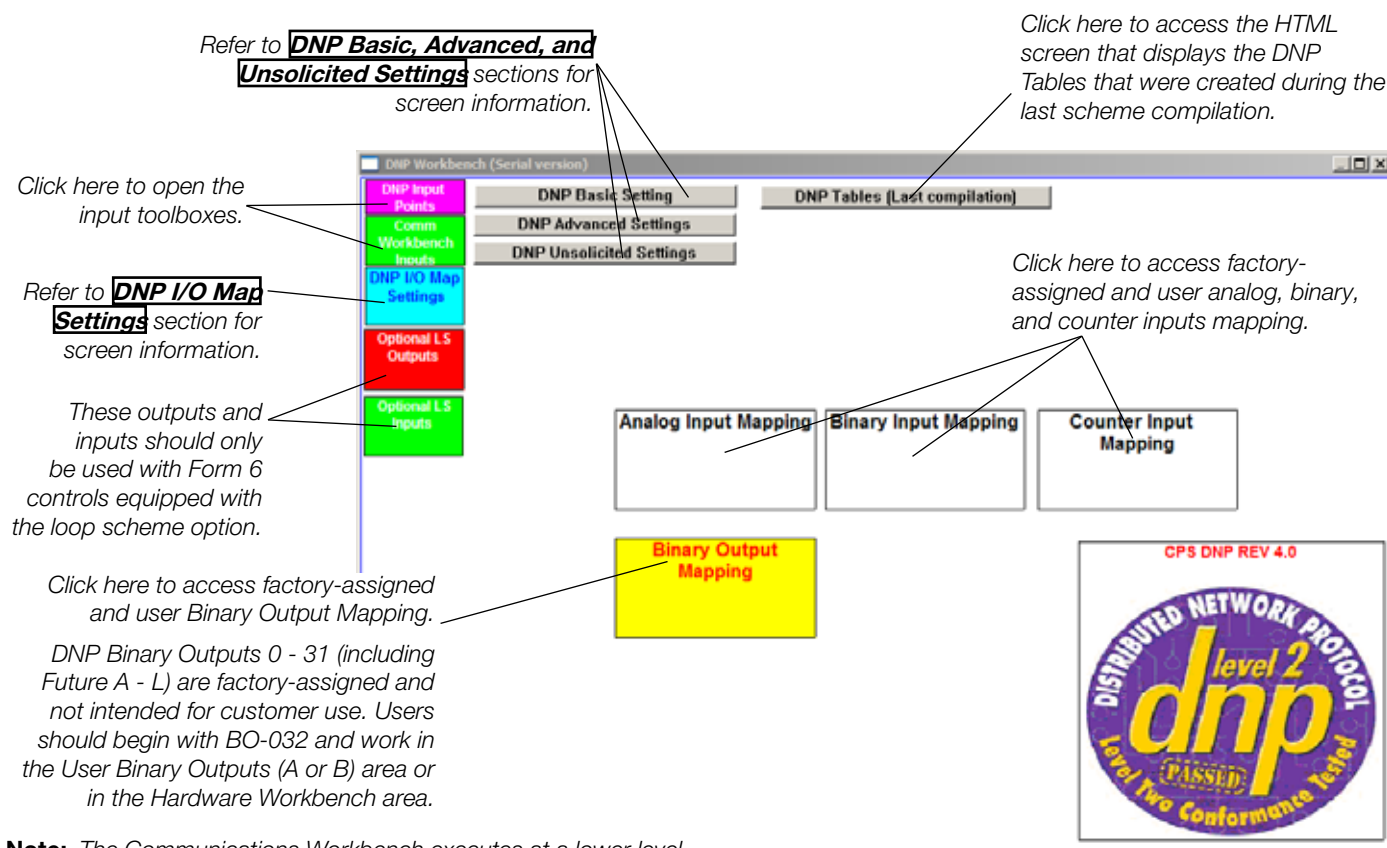 Refer to DNP Basic, Advanced, and
Unsolicited Settings sections for
screen information.
Click here to access the HTML
screen that displays the DNP
Tables that were created during the
last scheme compilation.
Click here to open the
input toolboxes.
Refer to DNP I/O Map
Settings section for
screen information.
These outputs and
inputs should only
be used with Form 6
controls equipped with
the loop scheme option.
DNP Workbench (Serial version)
DNP Input
Points
Comm
Workbench
Inputs
DNP I/O Map
Settings
Optional LS
Outputs
Optional LS
Inputs
DNP Basic Setting
DNP Advanced Settings
DNP Unsolicited Settings
DNP Tables (Last compilation)
Click here to access factory-
assigned and user analog, binary,
and counter inputs mapping.
Analog Input Mapping
Binary Input Mapping
Counter Input
Mapping
Binary Output
Mapping
Click here to access factory-assigned
and user Binary Output Mapping.
DNP Binary Outputs 0 - 31 (including
Future A - L) are factory-assigned and
not intended for customer use. Users
should begin with BO-032 and work in
the User Binary Outputs (A or B) area or
in the Hardware Workbench area.
CPS DNP REV 4.0
DISTRIBUTED NETWORK PROTOCOL
level 2
dnp
PASSED
Level Two Conformance Tested
Note: The Communications Workbench executes at a lower level